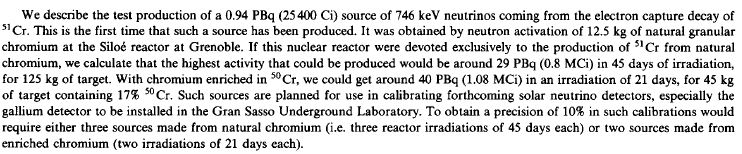 We describe the test production of a 0.94 PBq (25 400 Ci) source of 746 keV neutrinos coming from the electron capture decay of
⁵¹Cr. This is the first time that such a source has been produced. It was obtained by neutron activation of 12.5 kg of natural granular
chromium at the Siloé reactor at Grenoble. If this nuclear reactor were devoted exclusively to the production of ⁵¹Cr from natural
chromium, we calculate that the highest activity that could be produced would be around 29 PBq (0.8 MCi) in 45 days of irradiation,
for 125 kg of target. With chromium enriched in ⁵⁰Cr, we could get around 40 PBq (1.08 MCi) in an irradiation of 21 days, for 45 kg
of target containing 17% ⁵⁰Cr. Such sources are planned for use in calibrating forthcoming solar neutrino detectors, especially the
gallium detector to be installed in the Gran Sasso Underground Laboratory. To obtain a precision of 10% in such calibrations would
require either three sources made from natural chromium (i.e. three reactor irradiations of 45 days each) or two sources made from
enriched chromium (two irradiations of 21 days each).